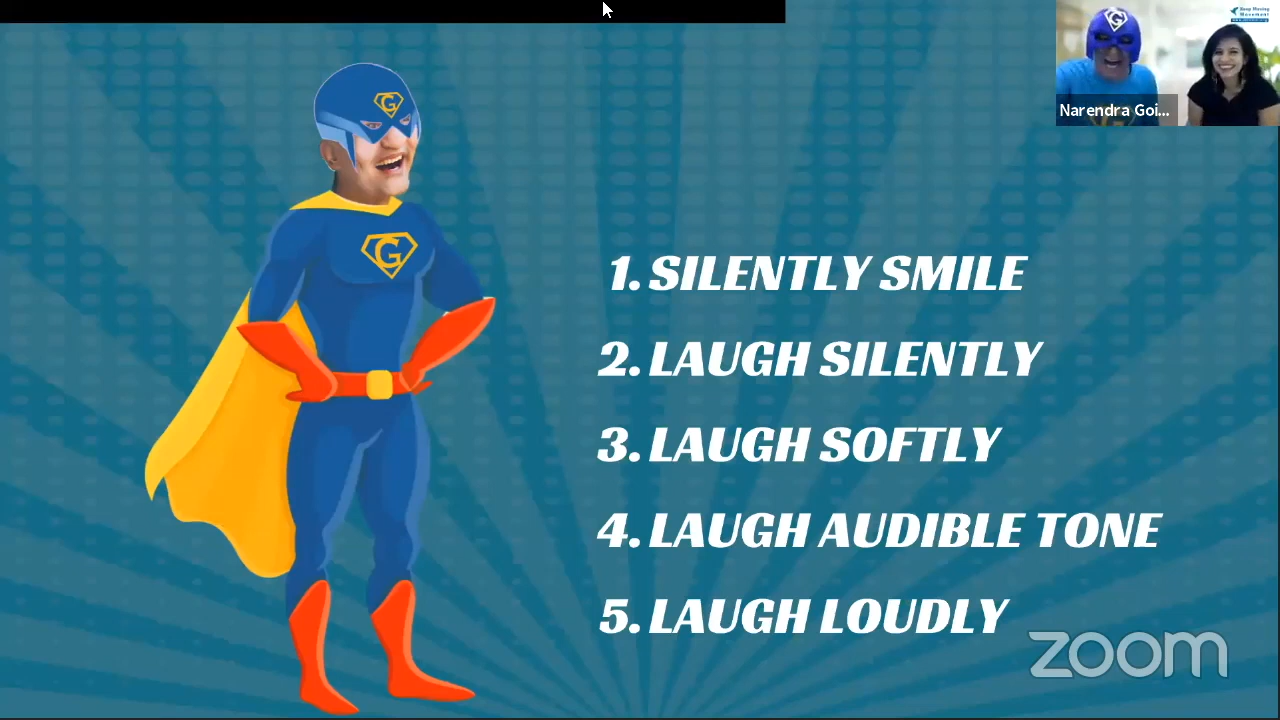 G
Narendra Goi...
G
1. SILENTLY SMILE
2. LAUGH SILENTLY
3. LAUGH SOFTLY
4. LAUGH AUDIBLE TONE
5. LAUGH LOUDLY
zoom